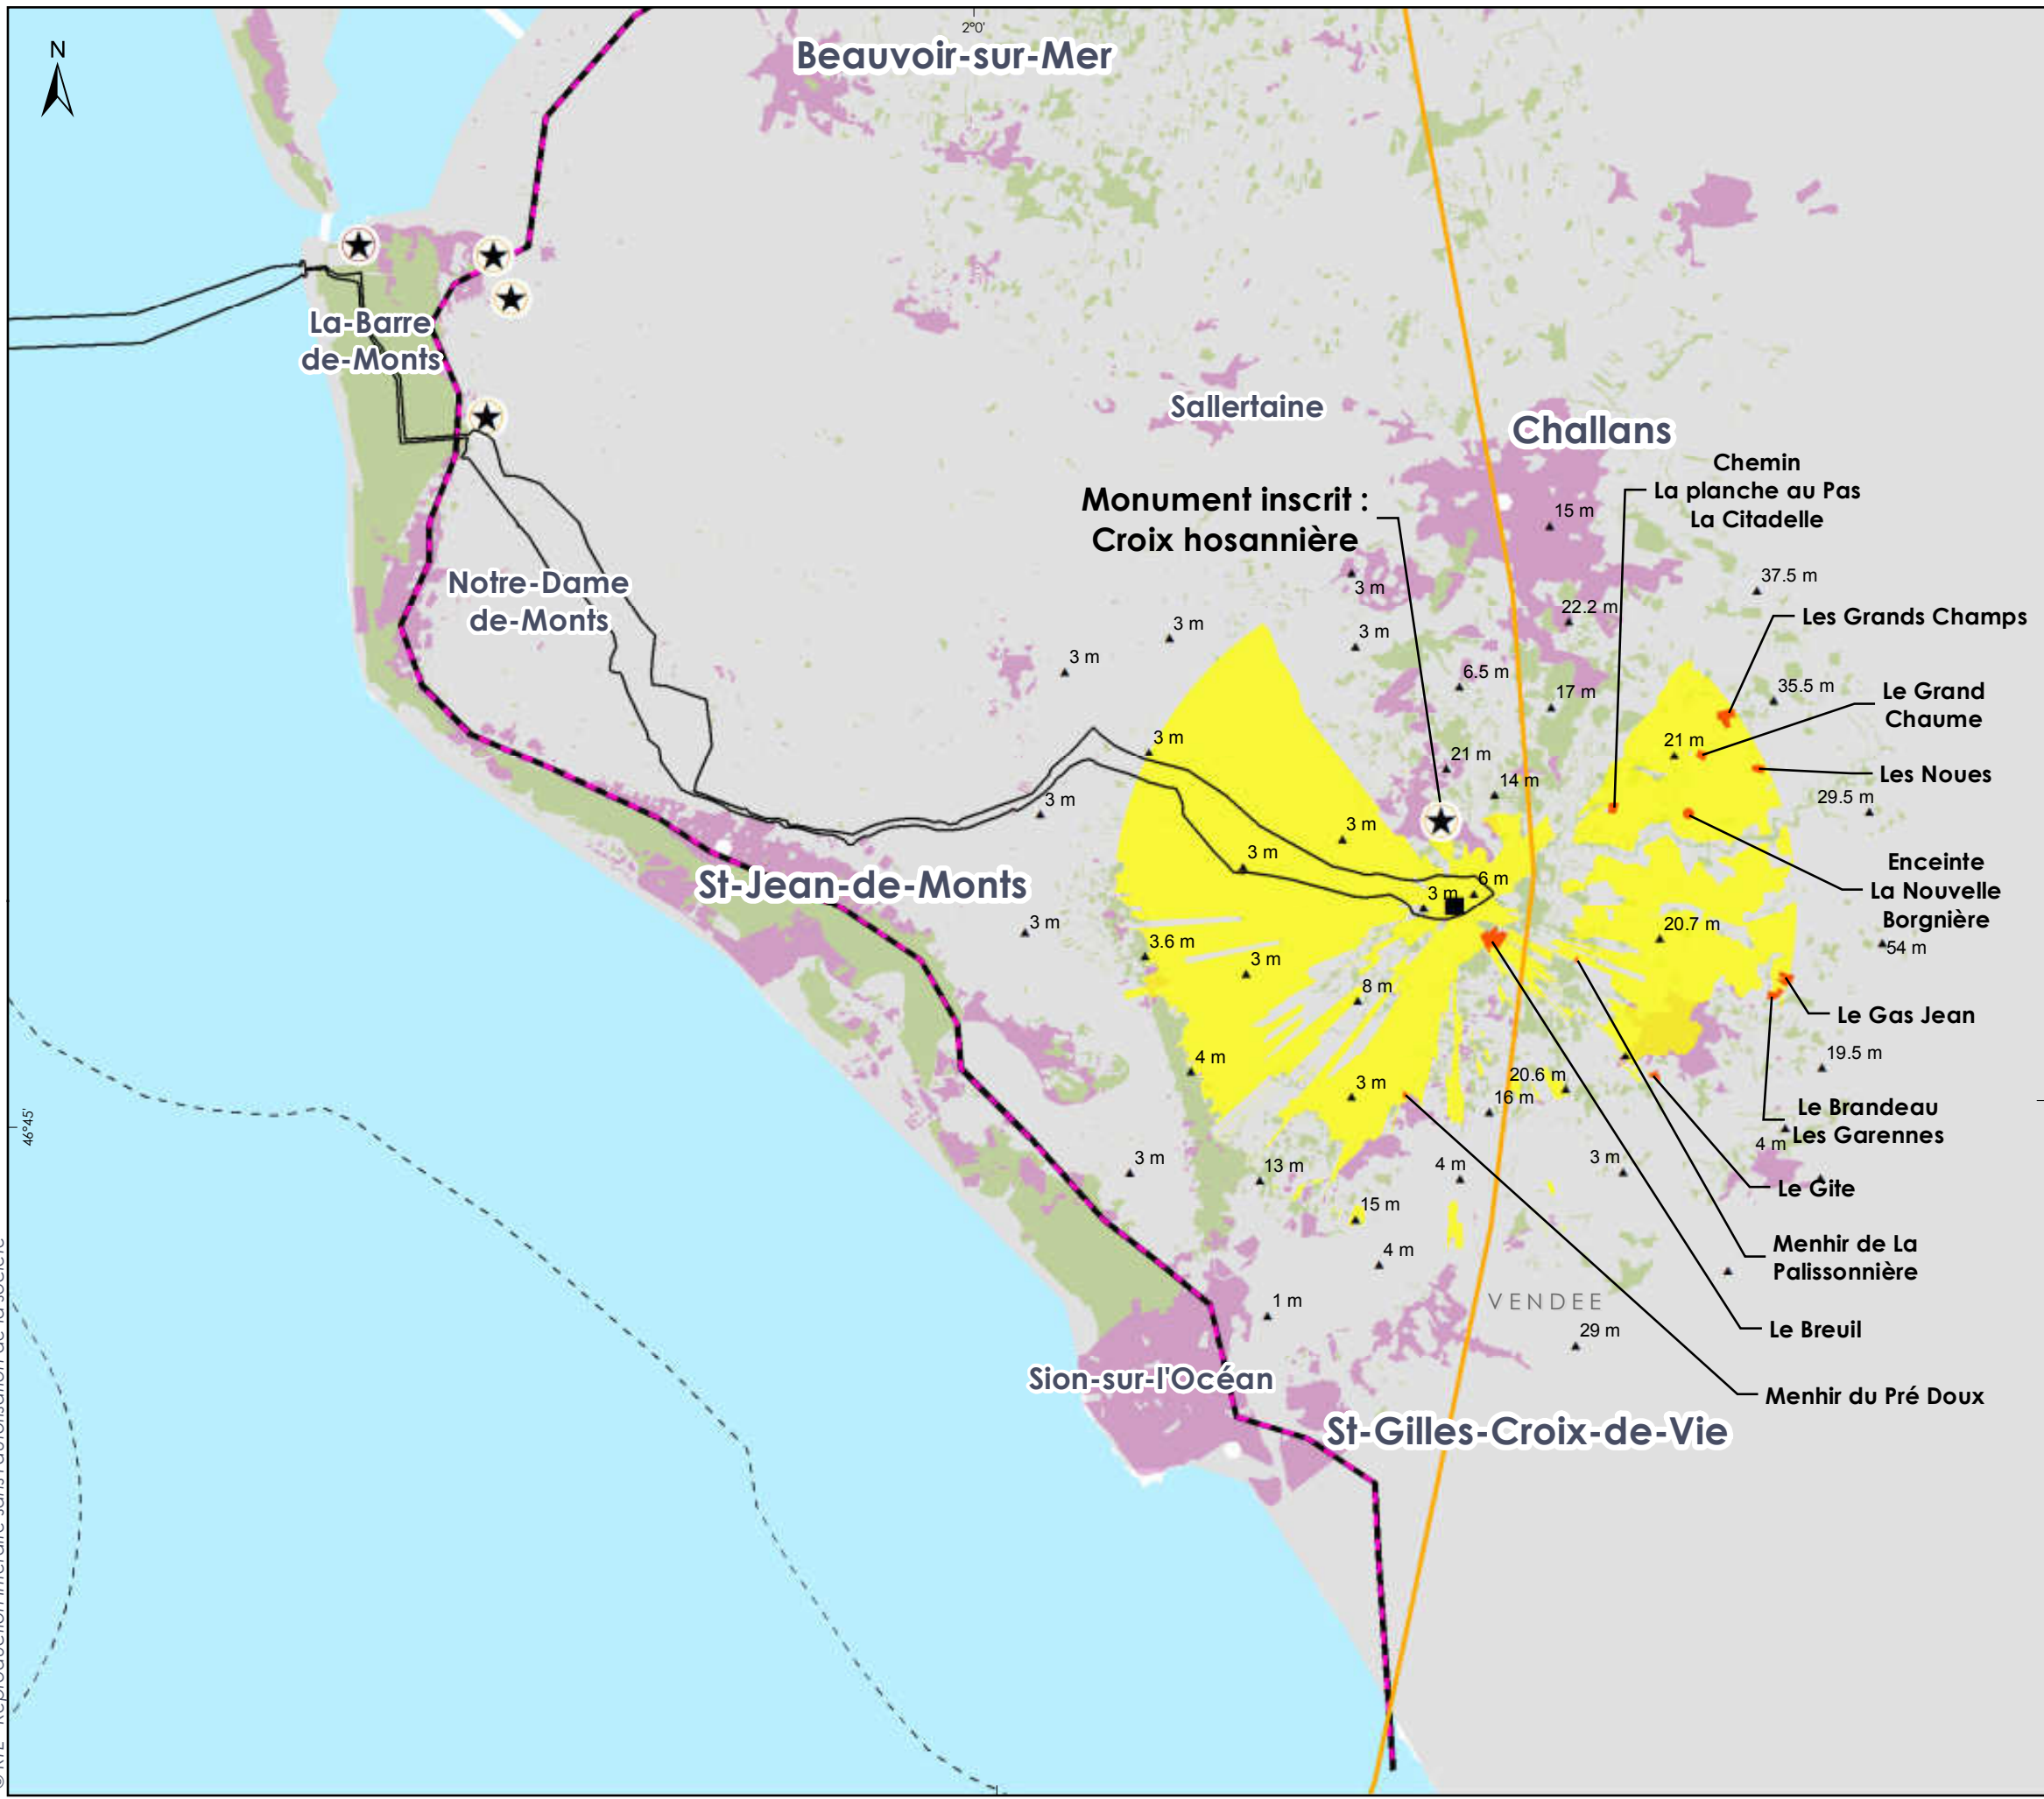 2°0'
N
Beauvoir-sur-Mer
La-Barre
de-Monts
Sallertaine
Challans
Chemin
La planche au Pas
La Citadelle
Monument inscrit :
Croix hosannière
15 m
37.5 m
3 m
22.2 m
Les Grands Champs
Notre-Dame
de-Monts
3 m
3 m
3 m
6.5 m
17 m
35.5 m
Le Grand
Chaume
3 m
21 m
21 m
14 m
Les Noues
29.5 m
3 m
3 m
3 m
Enceinte
La Nouvelle
Borgnière
St-Jean-de-Monts
6 m
3 m
3 m
20.7 m
54 m
3.6 m
3 m
8 m
Le Gas Jean
4 m
19.5 m
3 m
20.6 m
16 m
Le Brandeau
Les Garennes
46°45'
4 m
3 m
13 m
4 m
3 m
Le Gite
15 m
4 m
Menhir de La
Palissonnière
1 m
VENDEE
29 m
Le Breuil
Sion-sur-l'Océan
Menhir du Pré Doux
St-Gilles-Croix-de-Vie